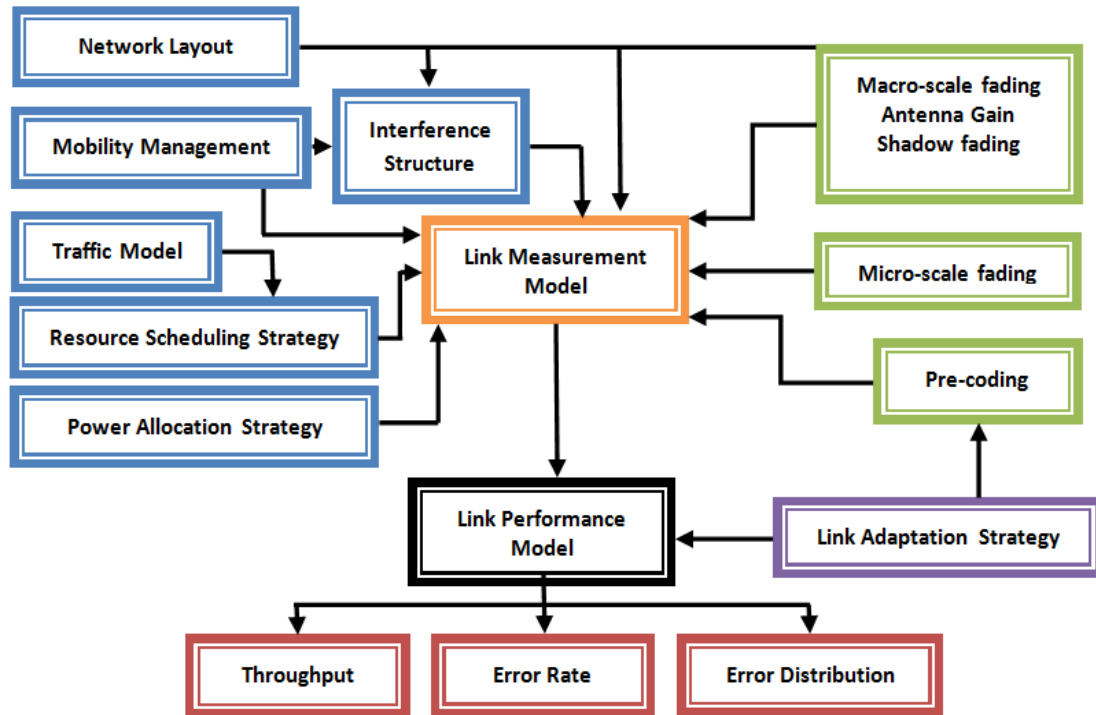 Network Layout
Macro-scale fading
Antenna Gain
Shadow fading
Mobility Management
Interference
Structure
Traffic Model
Link Measurement
Model
Micro-scale fading
Resource Scheduling Strategy
Pre-coding
Power Allocation Strategy
Link Performance
Model
Link Adaptation Strategy
Throughput
Error Rate
Error Distribution